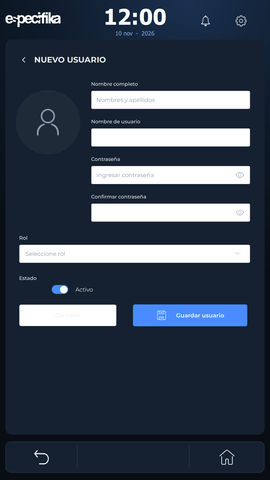 e-specifika
12:00
10 nov - 2026
NUEVO USUARIO
Nombre completo
Nombres y apellidos
Nombre de usuario
Contraseña
Ingresar contraseña
Confirmar contraseña
Rol
Seleccione rol
Estado
Activo
Guardar usuario